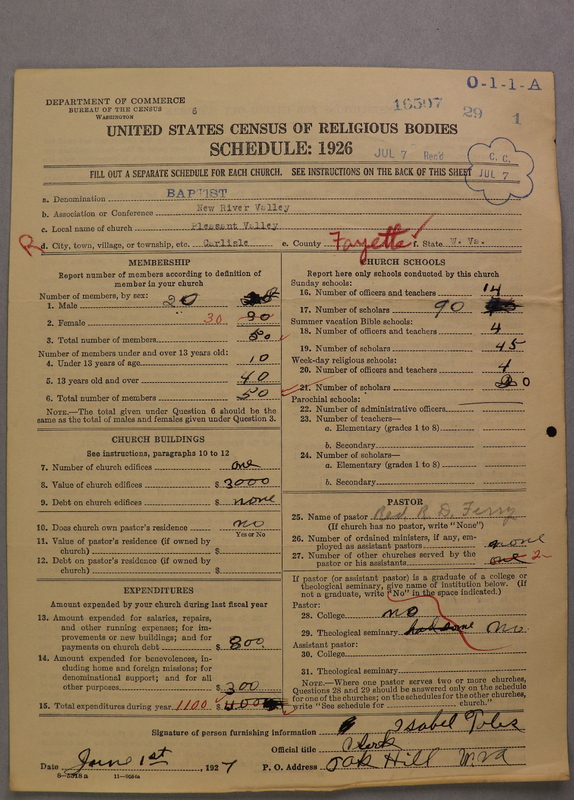 O-1-1-A
DEPARTMENT OF COMMERCE
BUREAU OF THE CENSUS
WASHINGTON
6
16507
29 1
UNITED STATES CENSUS OF RELIGIOUS BODIES
SCHEDULE: 1926
JUL 7 Rec'd
C. C.
JUL 7
FILL OUT A SEPARATE SCHEDULE FOR EACH CHURCH. SEE INSTRUCTIONS ON THE BACK OF THIS SHEET
a. Denomination BAPTIST
b. Association or Conference New River Valley
c. Local name of church Pleasant Valley
R d. City, town, village, or township, etc. Carlisle e. County Fayette f. State W. Va.
MEMBERSHIP
Report number of members according to definition of member in your church
Number of members, by sex:
1. Male 20
2. Female 30 30
3. Total number of members 50
Number of members under and over 13 years old:
4. Under 13 years of age 10
5. 13 years old and over 40
6. Total number of members 50
NOTE.—The total given under Question 6 should be the same as the total of males and females given under Question 3.
CHURCH BUILDINGS
See instructions, paragraphs 10 to 12
7. Number of church edifices one
8. Value of church edifices $ 3000
9. Debt on church edifices $ none
10. Does church own pastor's residence no
Yes or No
11. Value of pastor's residence (if owned by church) $
12. Debt on pastor's residence (if owned by church) $
EXPENDITURES
Amount expended by your church during last fiscal year
13. Amount expended for salaries, repairs, and other running expenses; for improvements or new buildings; and for payments on church debt $ 800
14. Amount expended for benevolences, including home and foreign missions; for denominational support; and for all other purposes $ 300
15. Total expenditures during year 1100 $
CHURCH SCHOOLS
Report here only schools conducted by this church
Sunday schools:
16. Number of officers and teachers 14
17. Number of scholars 90
Summer vacation Bible schools:
18. Number of officers and teachers 4
19. Number of scholars 45
Week-day religious schools:
20. Number of officers and teachers 4
21. Number of scholars
Parochial schools:
22. Number of administrative officers
23. Number of teachers—
a. Elementary (grades 1 to 8)
b. Secondary
24. Number of scholars—
a. Elementary (grades 1 to 8)
b. Secondary
PASTOR
25. Name of pastor Rev. R D.
(If church has no pastor, write "None")
26. Number of ordained ministers, if any, employed as assistant pastors none
27. Number of other churches served by the pastor or his assistants one 2
If pastor (or assistant pastor) is a graduate of a college or theological seminary, give name of institution below. (If not a graduate, write "No" in the space indicated.)
Pastor:
28. College no
29. Theological seminary No
Assistant pastor:
30. College
31. Theological seminary
NOTE.—Where one pastor serves two or more churches, Questions 28 and 29 should be answered only on the schedule for one of the churches; on the schedules for the other churches, write "See schedule for church."
Signature of person furnishing information Isabel Toles
Official title Clerk
Date June 1st, 1927 P. O. Address Oak Hill W Va
8-2318a 11-9084a